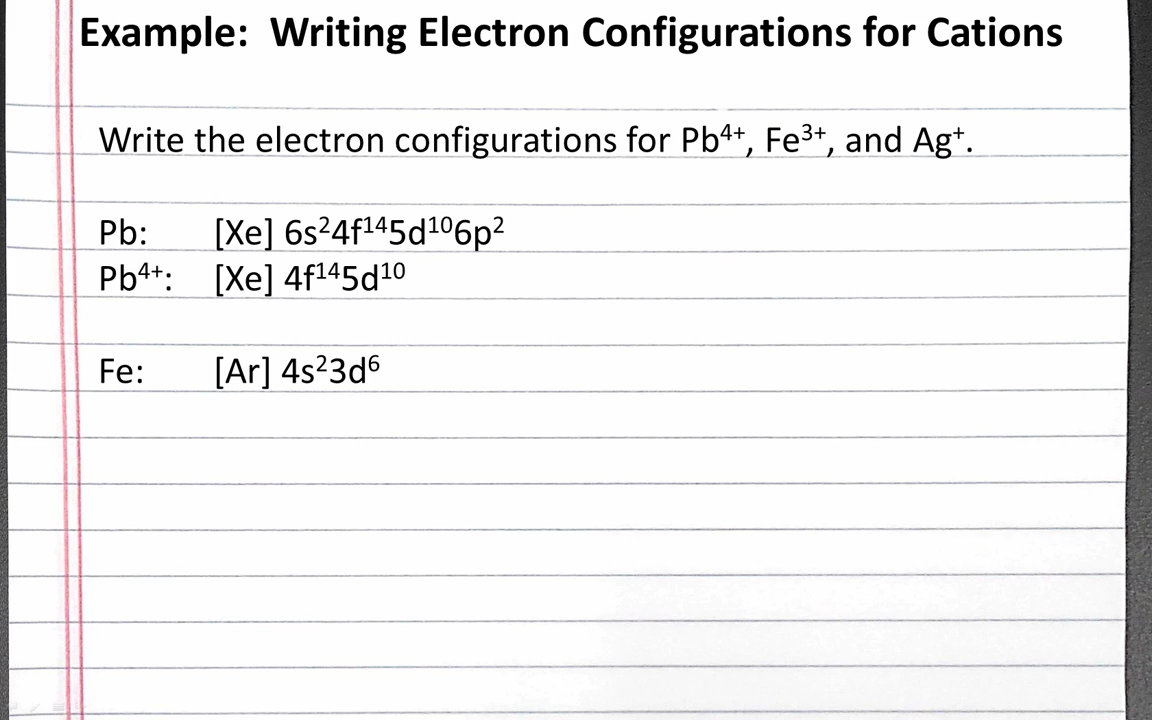 Example: Writing Electron Configurations for Cations
Write the electron configurations for Pb⁴⁺, Fe³⁺, and Ag⁺.
Pb: [Xe] 6s²4f¹⁴5d¹⁰6p²
Pb⁴⁺: [Xe] 4f¹⁴5d¹⁰
Fe: [Ar] 4s²3d⁶